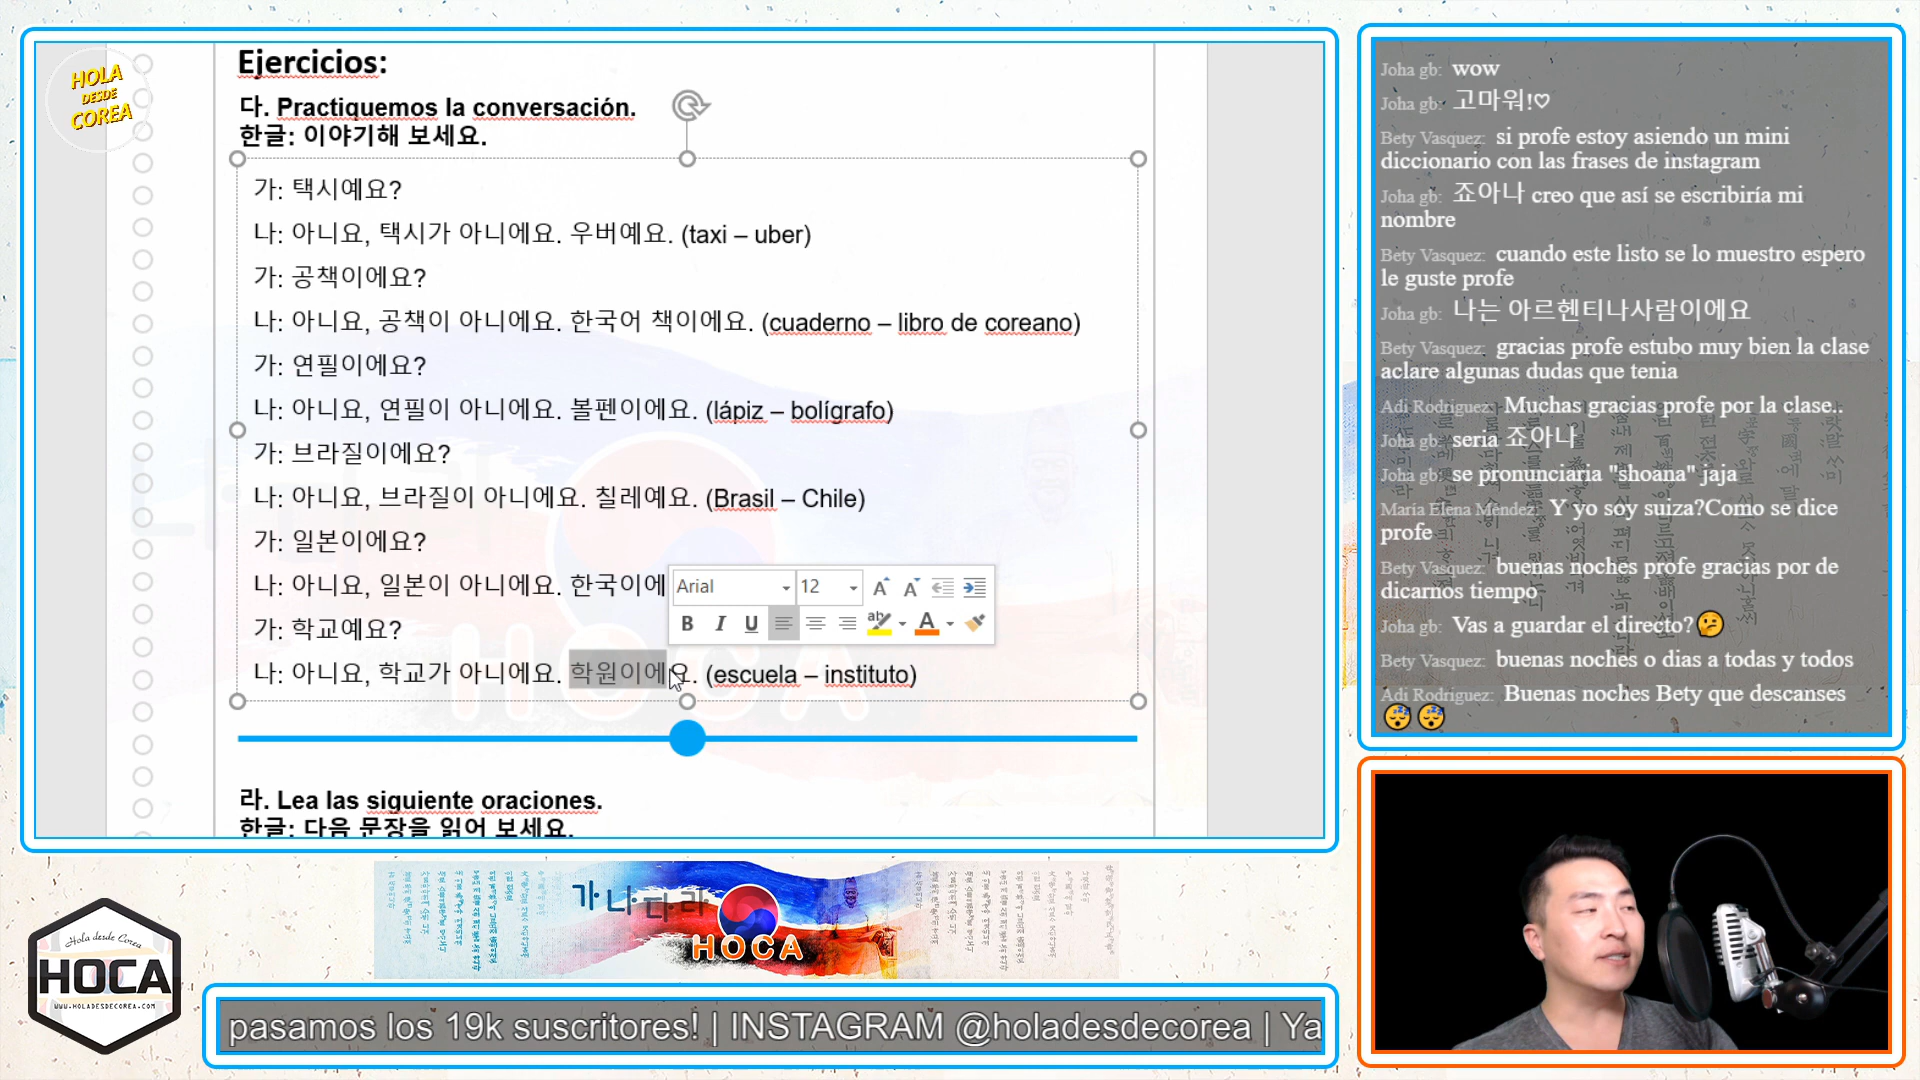 HOLA
DESDE
COREA
Ejercicios:
다. Practiquemos la conversación.
한글: 이야기해 보세요.
가: 택시예요?
나: 아니요, 택시가 아니에요. 우버예요. (taxi – uber)
가: 공책이에요?
나: 아니요, 공책이 아니에요. 한국어 책이에요. (cuaderno – libro de coreano)
가: 연필이에요?
나: 아니요, 연필이 아니에요. 볼펜이에요. (lápiz – bolígrafo)
가: 브라질이에요?
나: 아니요, 브라질이 아니에요. 칠레예요. (Brasil – Chile)
가: 일본이에요?
나: 아니요, 일본이 아니에요. 한국이에
Arial 12
B I U
가: 학교예요?
나: 아니요, 학교가 아니에요. 학원이에요. (escuela – instituto)
라. Lea las siguiente oraciones.
한글: 다음 문장을 읽어 보세요.
Joha gb: wow
Joha gb: 고마워!♡
Bety Vasquez: si profe estoy asiendo un mini
diccionario con las frases de instagram
Joha gb: 죠아나 creo que así se escribiría mi
nombre
Bety Vasquez: cuando este listo se lo muestro espero
le guste profe
Joha gb: 나는 아르헨티나사람이에요
Bety Vasquez: gracias profe estubo muy bien la clase
aclare algunas dudas que tenia
Adi Rodriguez: Muchas gracias profe por la clase..
Joha gb: seria 죠아나
Joha gb: se pronunciaria "shoana" jaja
María Elena Méndez: Y yo soy suiza?Como se dice
profe
Bety Vasquez: buenas noches profe gracias por de
dicarnos tiempo
Joha gb: Vas a guardar el directo?🤔
Bety Vasquez: buenas noches o dias a todas y todos
Adi Rodriguez: Buenas noches Bety que descanses
😴😴
가나다라
HOCA
Hola desde Corea
HOCA
WWW.HOLADESDECOREA.COM
pasamos los 19k suscritores! | INSTAGRAM @holadesdecorea | Ya